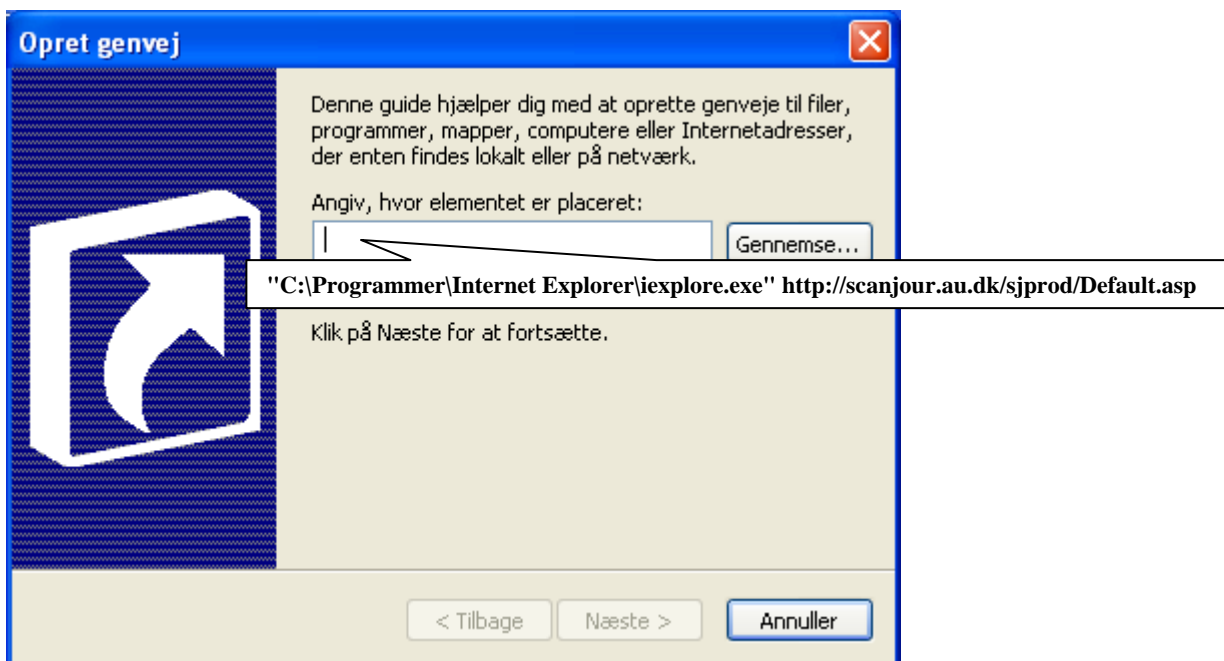 Opret genvej
Denne guide hjælper dig med at oprette genveje til filer,
programmer, mapper, computere eller Internetadresser,
der enten findes lokalt eller på netværk.
Angiv, hvor elementet er placeret:
Gennemse...
"C:\Programmer\Internet Explorer\iexplore.exe" http://scanjour.au.dk/sjprod/Default.asp
Klik på Næste for at fortsætte.
< Tilbage
Næste >
Annuller